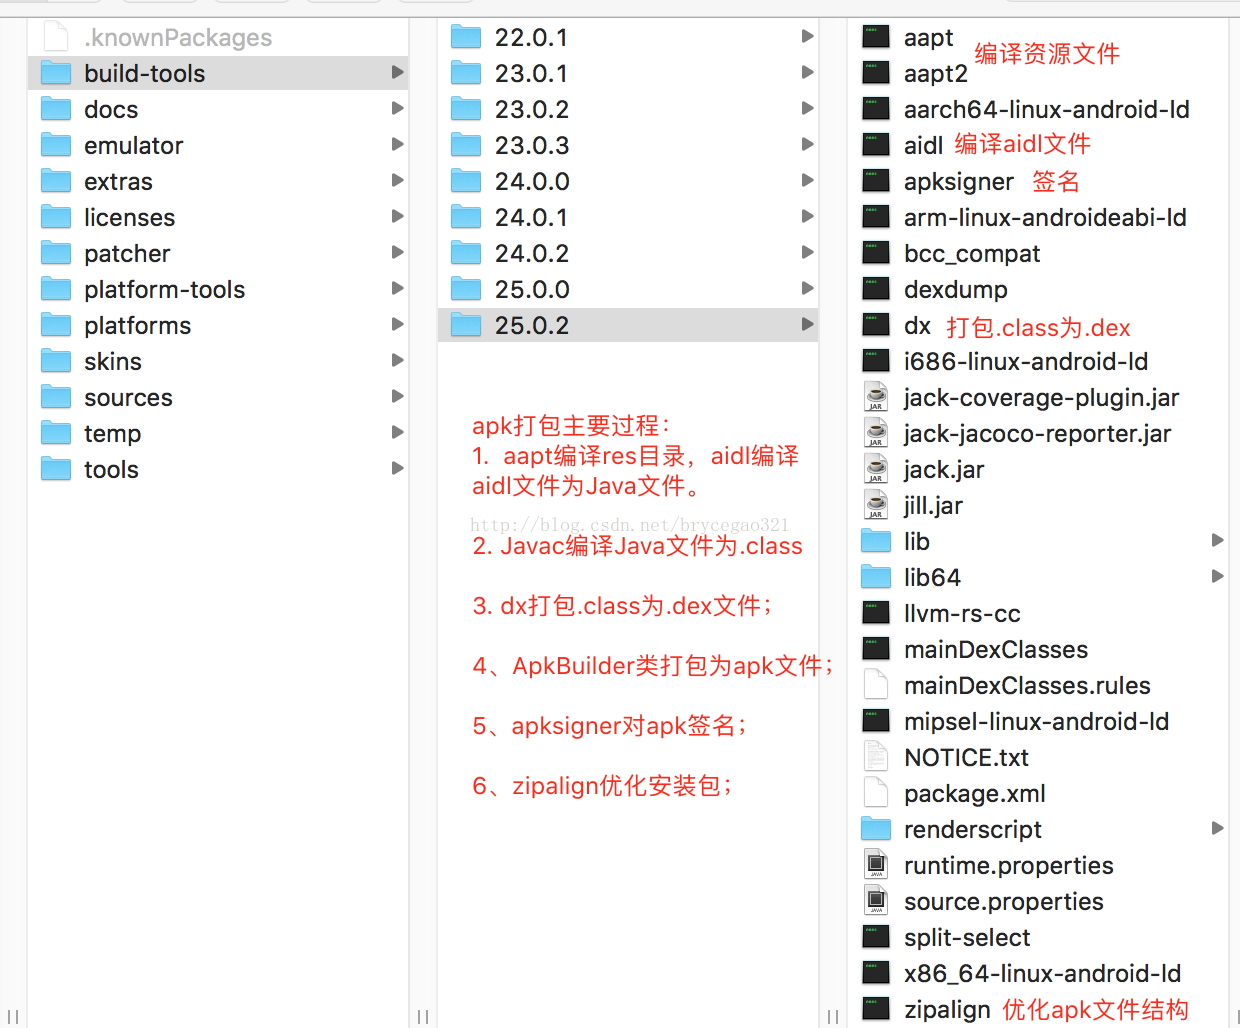 .knownPackages
build-tools
docs
emulator
extras
licenses
patcher
platform-tools
platforms
skins
sources
temp
tools
22.0.1
23.0.1
23.0.2
23.0.3
24.0.0
24.0.1
24.0.2
25.0.0
25.0.2
apk打包主要过程：
1. aapt编译res目录，aidl编译
aidl文件为Java文件。
http://blog.csdn.net/brycegao321
2. Javac编译Java文件为.class
3. dx打包.class为.dex文件；
4、ApkBuilder类打包为apk文件；
5、apksigner对apk签名；
6、zipalign优化安装包；
aapt
编译资源文件
aapt2
aarch64-linux-android-ld
aidl 编译aidl文件
apksigner 签名
arm-linux-androideabi-ld
bcc_compat
dexdump
dx 打包.class为.dex
i686-linux-android-ld
jack-coverage-plugin.jar
jack-jacoco-reporter.jar
jack.jar
jill.jar
lib
lib64
llvm-rs-cc
mainDexClasses
mainDexClasses.rules
mipsel-linux-android-ld
NOTICE.txt
package.xml
renderscript
runtime.properties
source.properties
split-select
x86_64-linux-android-ld
zipalign 优化apk文件结构